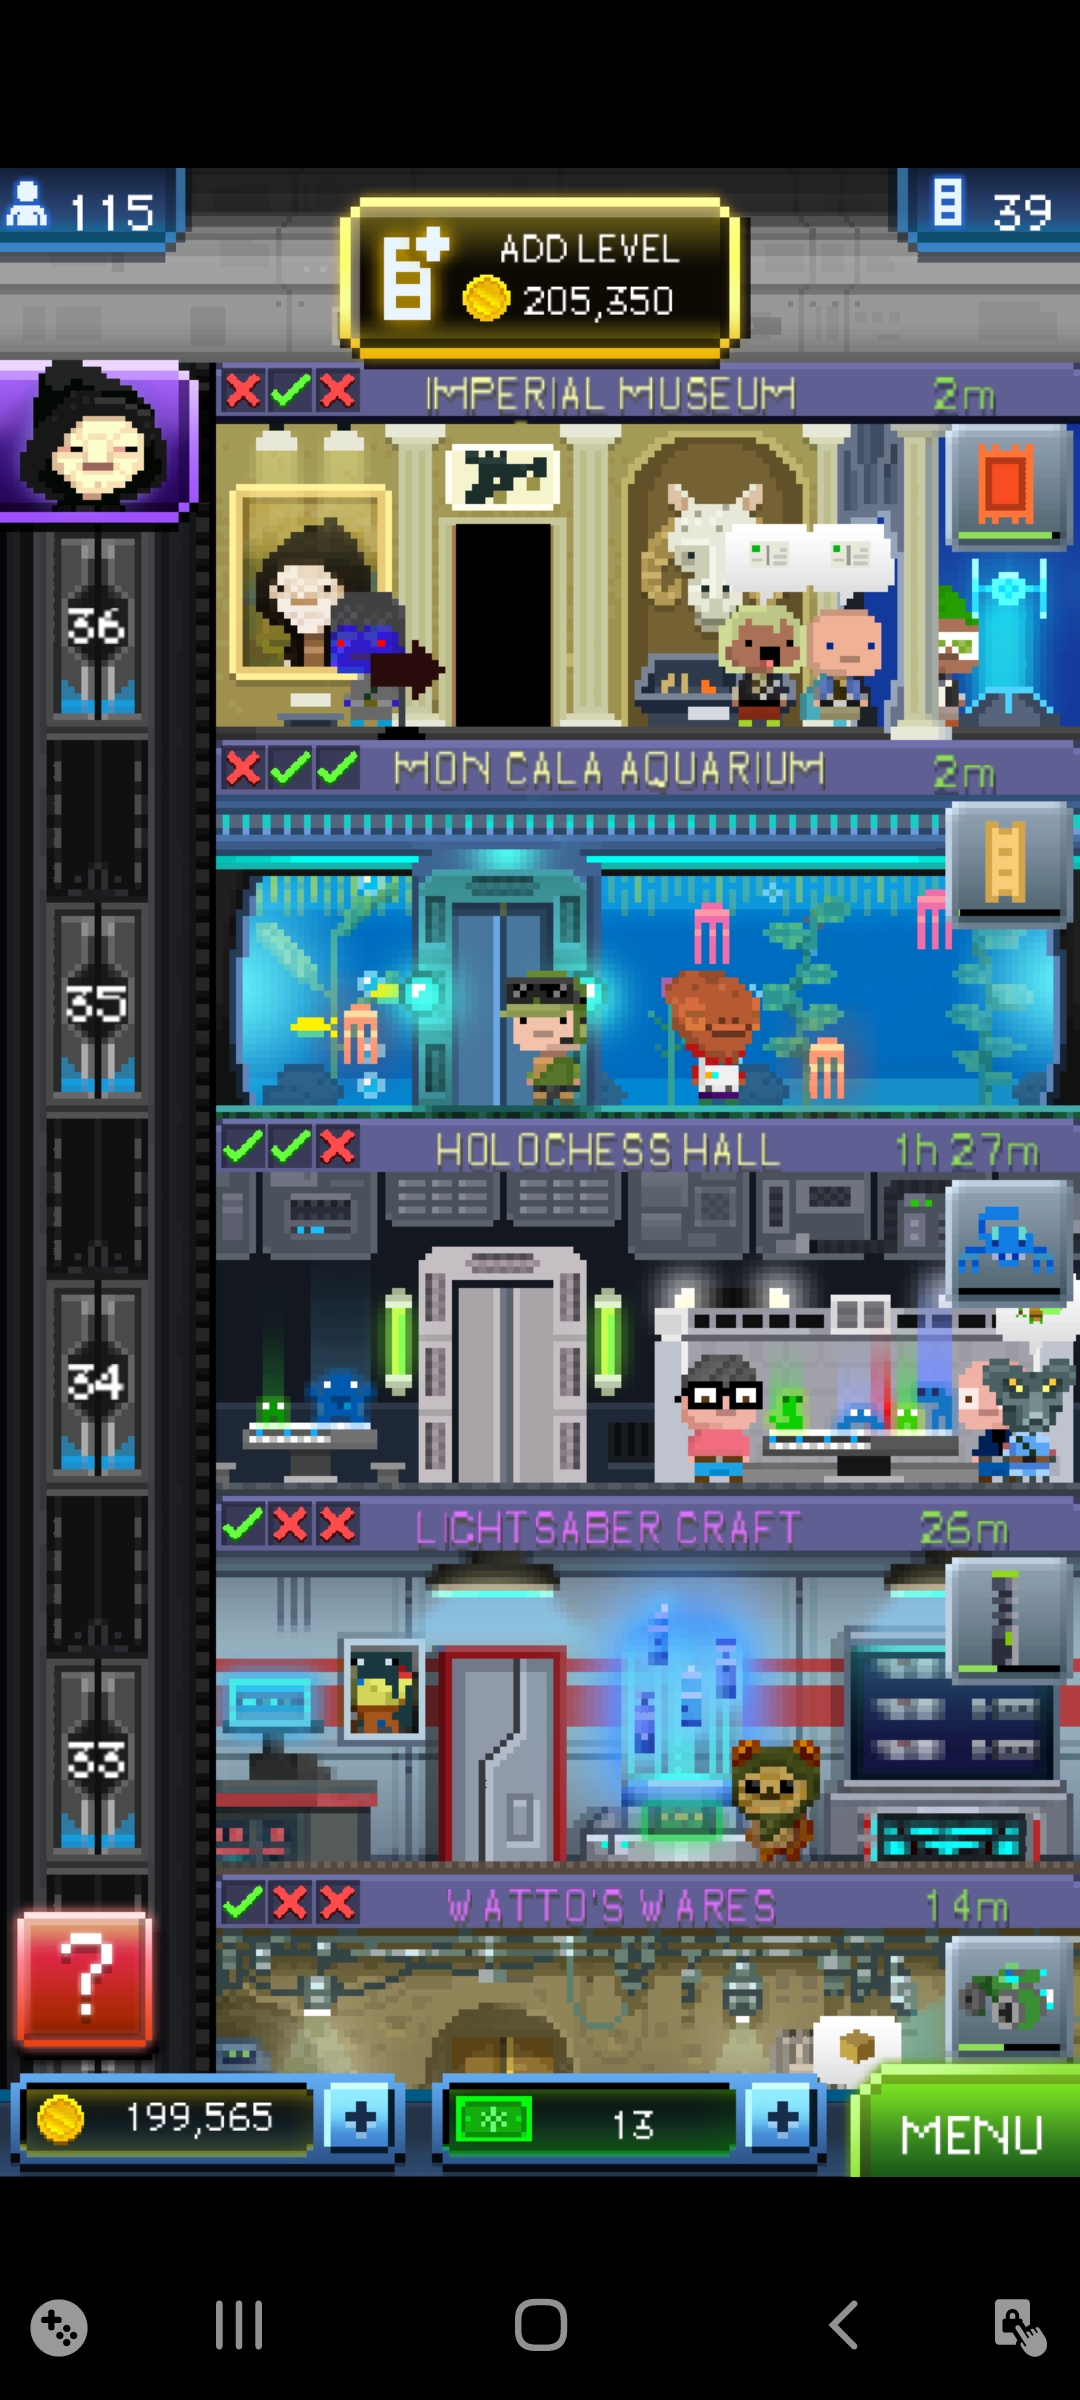 115
ADD LEVEL
205,350
39
IMPERIAL MUSEUM 2m
36
MON CALA AQUARIUM 2m
35
HOLOCHESS HALL 1h 27m
34
LIGHTSABER CRAFT 26m
33
WATTO'S WARES 14m
?
199,565 + 13 + MENU